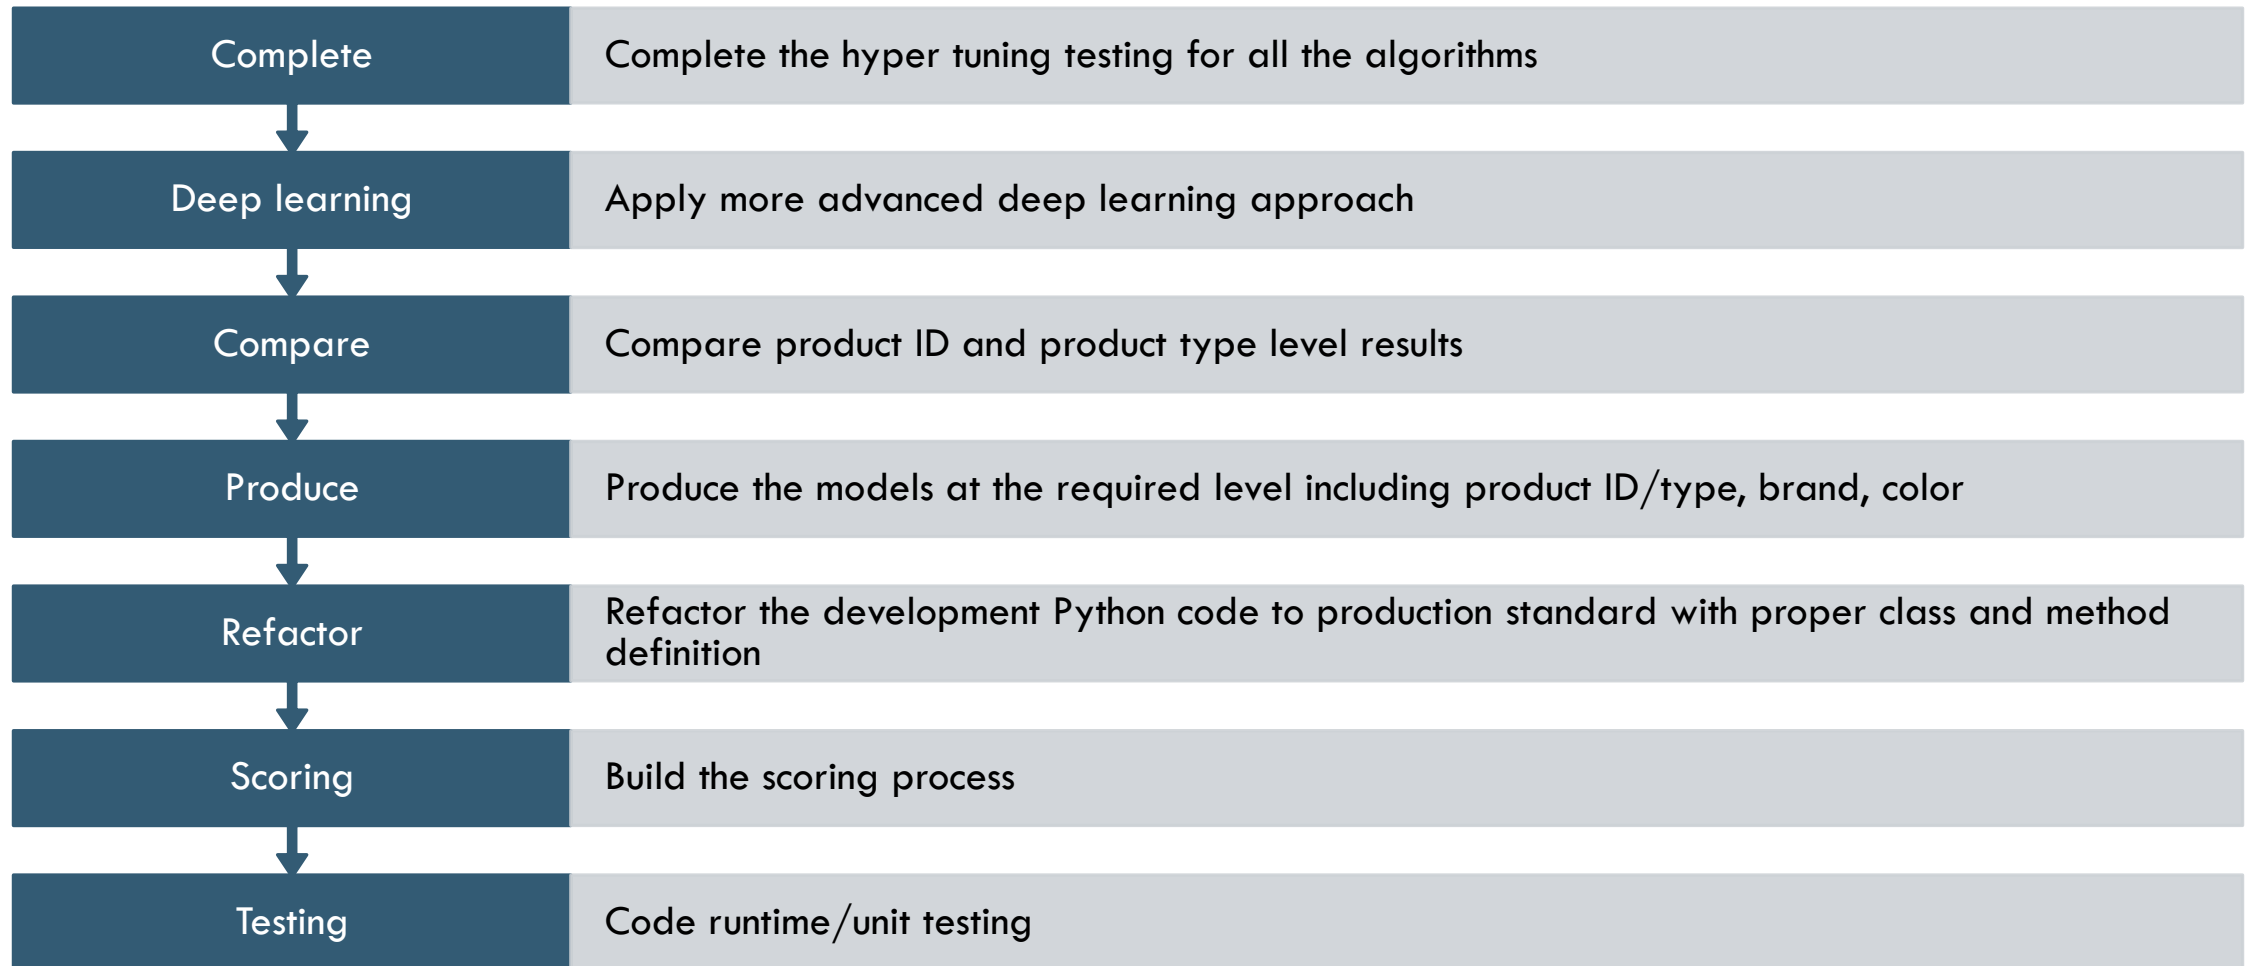 Complete
Complete the hyper tuning testing for all the algorithms
Deep learning
Apply more advanced deep learning approach
Compare
Compare product ID and product type level results
Produce
Produce the models at the required level including product ID/type, brand, color
Refactor
Refactor the development Python code to production standard with proper class and method
definition
Scoring
Build the scoring process
Testing
Code runtime/unit testing